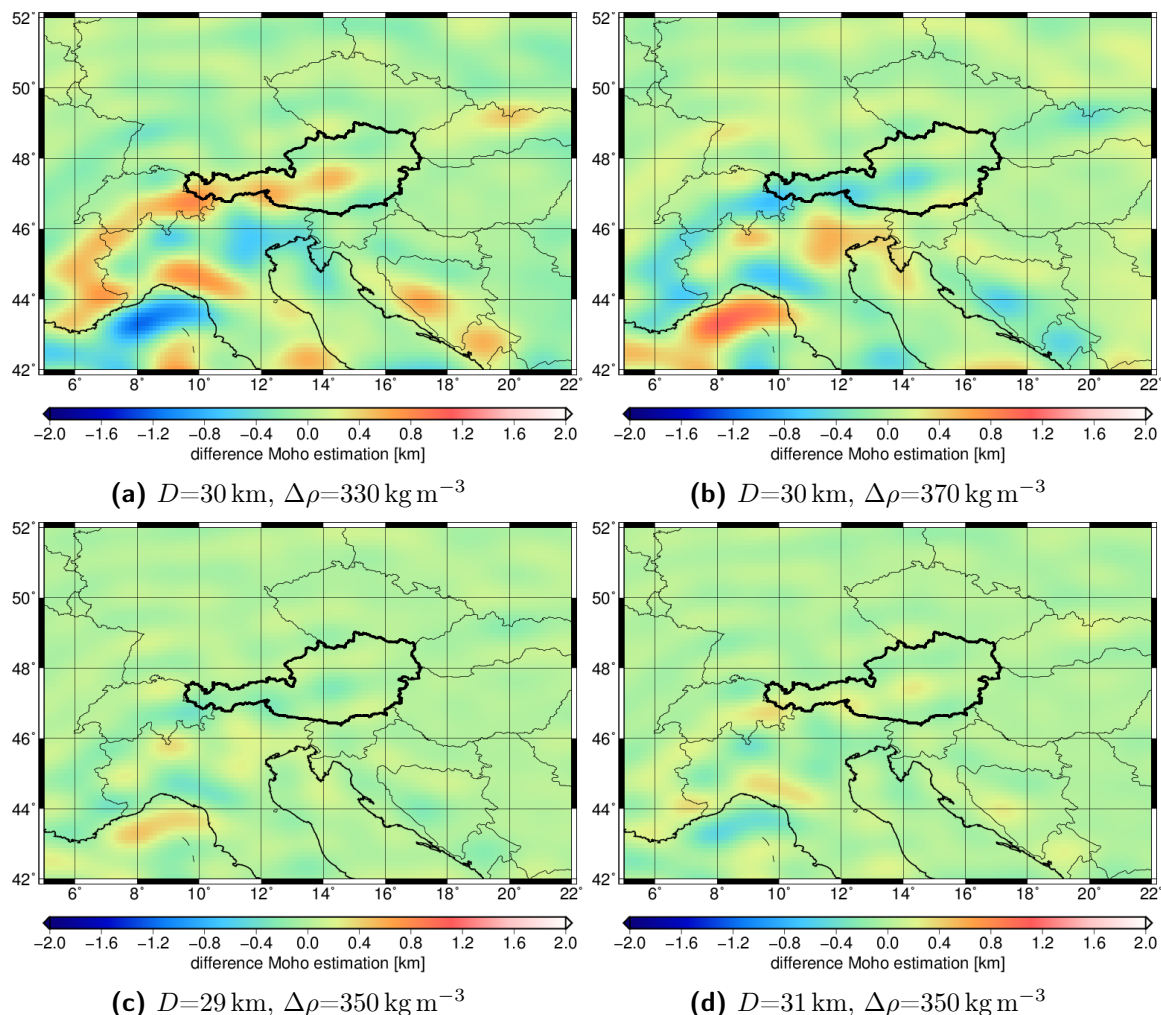 52˚ 52˚
50˚ 50˚
48˚ 48˚
46˚ 46˚
44˚ 44˚
42˚ 42˚
6˚ 8˚ 10˚ 12˚ 14˚ 16˚ 18˚ 20˚ 22˚ 6˚ 8˚ 10˚ 12˚ 14˚ 16˚ 18˚ 20˚ 22˚
−2.0 −1.6 −1.2 −0.8 −0.4 0.0 0.4 0.8 1.2 1.6 2.0 −2.0 −1.6 −1.2 −0.8 −0.4 0.0 0.4 0.8 1.2 1.6 2.0
difference Moho estimation [km] difference Moho estimation [km]
(a) D=30 km, Δρ=330 kg m⁻³ (b) D=30 km, Δρ=370 kg m⁻³
52˚ 52˚
50˚ 50˚
48˚ 48˚
46˚ 46˚
44˚ 44˚
42˚ 42˚
6˚ 8˚ 10˚ 12˚ 14˚ 16˚ 18˚ 20˚ 22˚ 6˚ 8˚ 10˚ 12˚ 14˚ 16˚ 18˚ 20˚ 22˚
−2.0 −1.6 −1.2 −0.8 −0.4 0.0 0.4 0.8 1.2 1.6 2.0 −2.0 −1.6 −1.2 −0.8 −0.4 0.0 0.4 0.8 1.2 1.6 2.0
difference Moho estimation [km] difference Moho estimation [km]
(c) D=29 km, Δρ=350 kg m⁻³ (d) D=31 km, Δρ=350 kg m⁻³